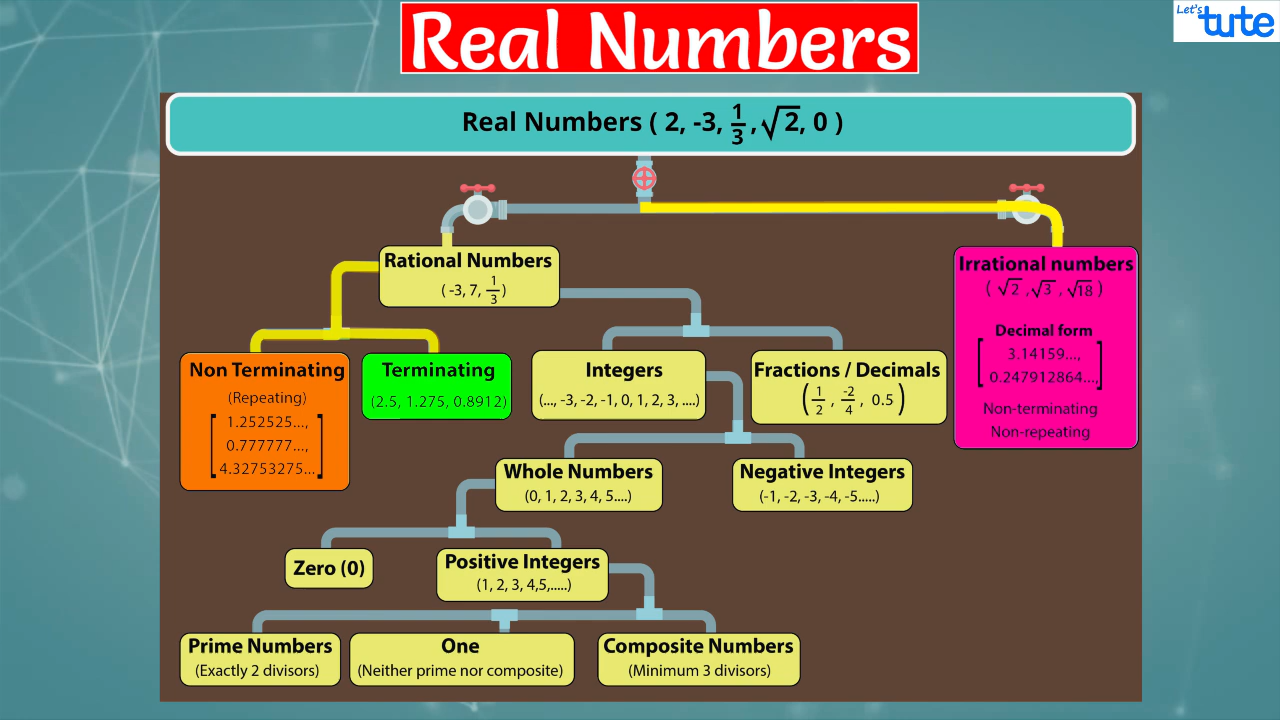 Real Numbers
Let's tute
Real Numbers ( 2, -3, 1/3, √2, 0 )
Rational Numbers
( -3, 7, 1/3 )
Irrational numbers
( √2 , √3 , √18 )
Decimal form
3.14159...,
0.247912864...,
Non-terminating
Non-repeating
Non Terminating
(Repeating)
1.252525...,
0.777777...,
4.32753275...
Terminating
(2.5, 1.275, 0.8912)
Integers
(..., -3, -2, -1, 0, 1, 2, 3, ....)
Fractions / Decimals
( 1/2 , -2/4 , 0.5 )
Whole Numbers
(0, 1, 2, 3, 4, 5....)
Negative Integers
(-1, -2, -3, -4, -5.....)
Zero (0)
Positive Integers
(1, 2, 3, 4,5,.....)
Prime Numbers
(Exactly 2 divisors)
One
(Neither prime nor composite)
Composite Numbers
(Minimum 3 divisors)